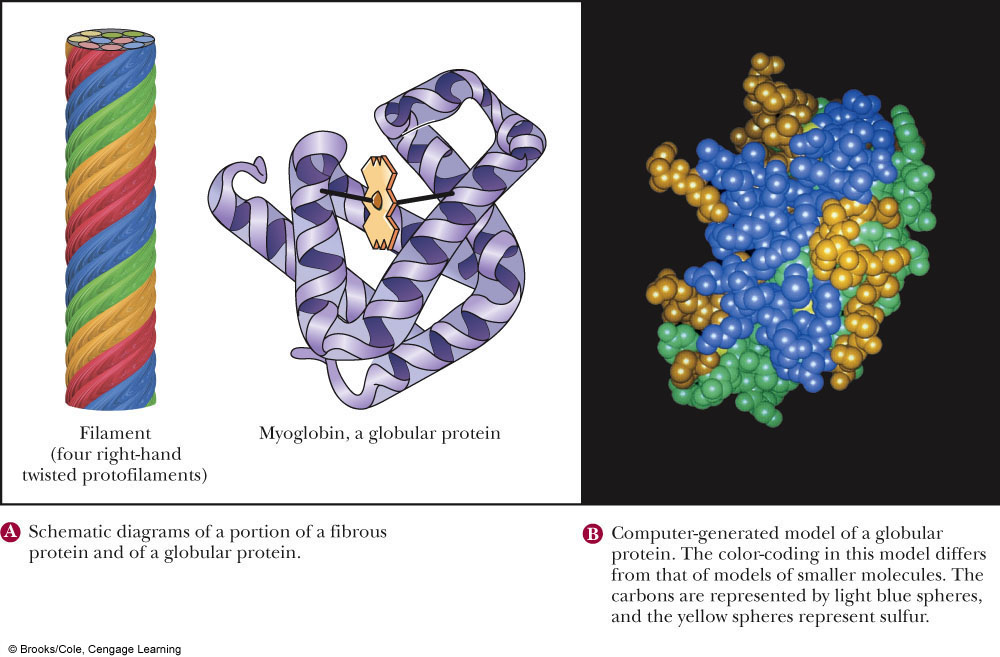 Filament
(four right-hand
twisted protofilaments)
Myoglobin, a globular protein
A Schematic diagrams of a portion of a fibrous
protein and of a globular protein.
B Computer-generated model of a globular
protein. The color-coding in this model differs
from that of models of smaller molecules. The
carbons are represented by light blue spheres,
and the yellow spheres represent sulfur.
© Brooks/Cole, Cengage Learning